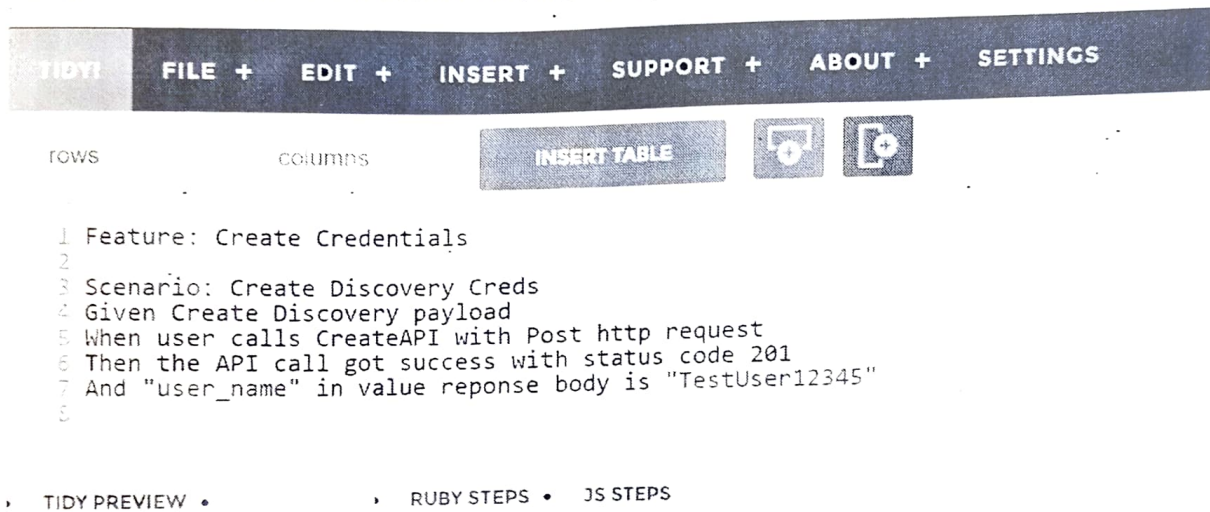 TIDY! FILE + EDIT + INSERT + SUPPORT + ABOUT + SETTINGS
rows columns INSERT TABLE
1 Feature: Create Credentials
2
3 Scenario: Create Discovery Creds
4 Given Create Discovery payload
5 When user calls CreateAPI with Post http request
6 Then the API call got success with status code 201
7 And "user_name" in value reponse body is "TestUser12345"
TIDY PREVIEW • RUBY STEPS • JS STEPS